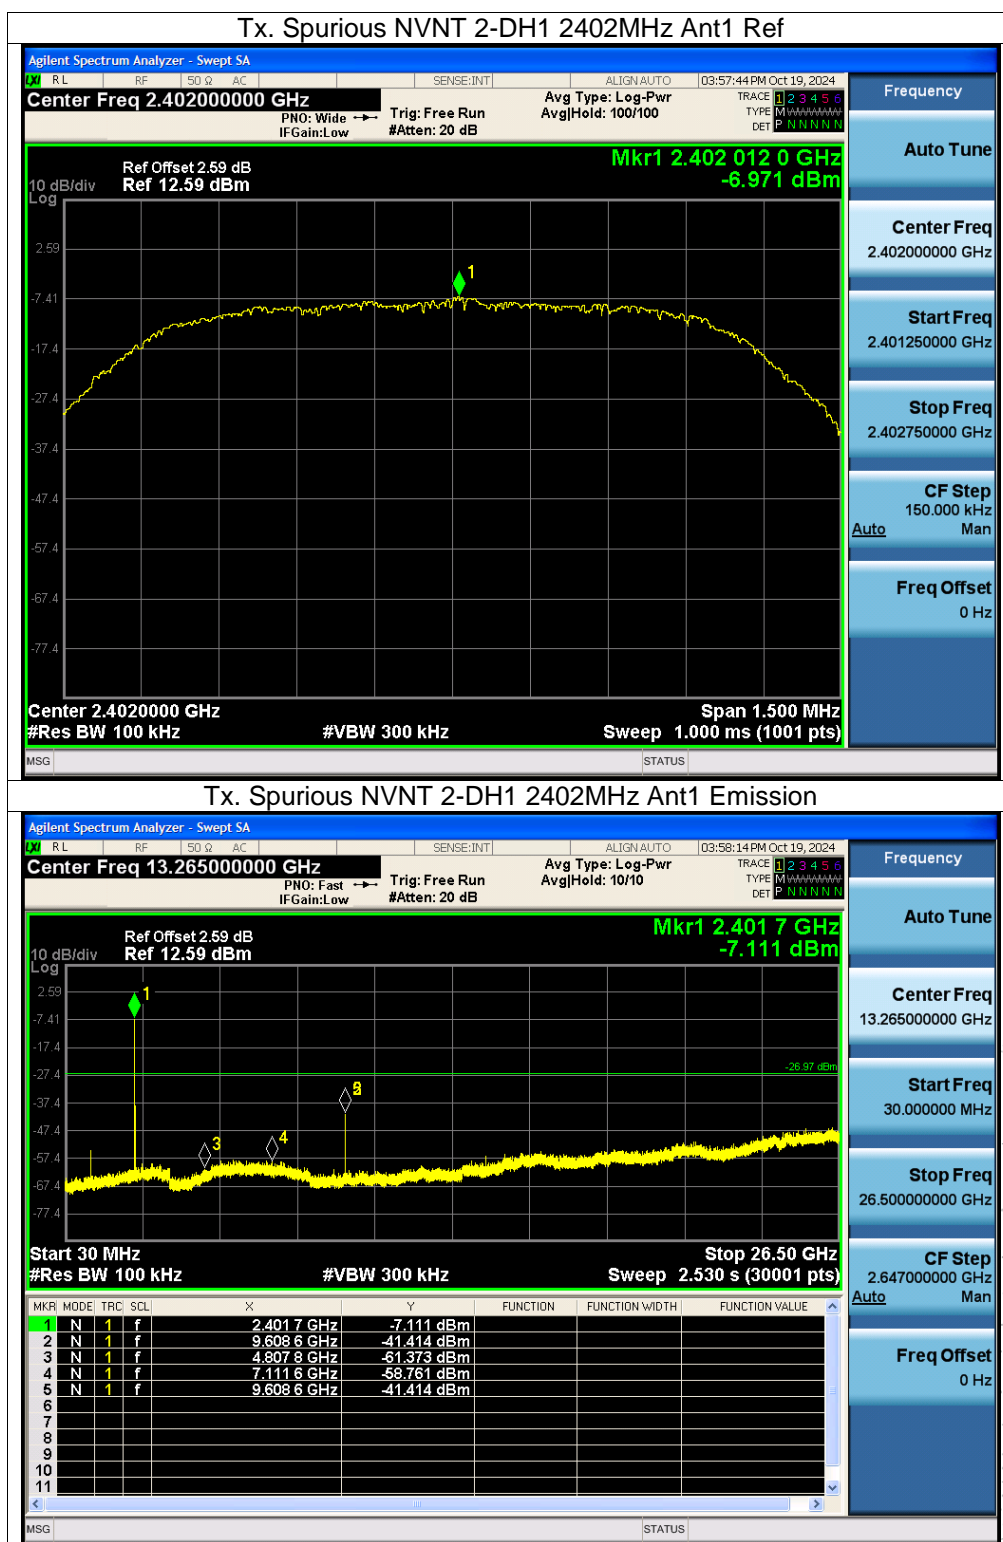 Tx. Spurious NVNT 2-DH1 2402MHz Ant1 Ref
Agilent Spectrum Analyzer - Swept SA
LXI RL RF 50 Ω AC SENSE:INT ALIGN AUTO 03:57:44 PM Oct 19, 2024
Center Freq 2.402000000 GHz
PNO: Wide
IFGain:Low
Trig: Free Run
#Atten: 20 dB
Avg Type: Log-Pwr
Avg|Hold: 100/100
TRACE 1 2 3 4 5 6
TYPE M
DET P N N N N N
Frequency
Auto Tune
Center Freq
2.402000000 GHz
Start Freq
2.401250000 GHz
Stop Freq
2.402750000 GHz
CF Step
150.000 kHz
Auto Man
Freq Offset
0 Hz
Mkr1 2.402 012 0 GHz
-6.971 dBm
Ref Offset 2.59 dB
10 dB/div Ref 12.59 dBm
Log
1
2.59
-7.41
-17.4
-27.4
-37.4
-47.4
-57.4
-67.4
-77.4
Center 2.4020000 GHz Span 1.500 MHz
#Res BW 100 kHz #VBW 300 kHz Sweep 1.000 ms (1001 pts)
MSG STATUS
Tx. Spurious NVNT 2-DH1 2402MHz Ant1 Emission
Agilent Spectrum Analyzer - Swept SA
LXI RL RF 50 Ω AC SENSE:INT ALIGN AUTO 03:58:14 PM Oct 19, 2024
Center Freq 13.265000000 GHz
PNO: Fast
IFGain:Low
Trig: Free Run
#Atten: 20 dB
Avg Type: Log-Pwr
Avg|Hold: 10/10
TRACE 1 2 3 4 5 6
TYPE M
DET P N N N N N
Frequency
Auto Tune
Center Freq
13.265000000 GHz
Start Freq
30.000000 MHz
Stop Freq
26.500000000 GHz
CF Step
2.647000000 GHz
Auto Man
Freq Offset
0 Hz
Mkr1 2.401 7 GHz
-7.111 dBm
Ref Offset 2.59 dB
10 dB/div Ref 12.59 dBm
Log
2.59
-7.41
-17.4
-27.4
-37.4
-47.4
-57.4
-67.4
-77.4
1
-26.97 dBm
3
4
Start 30 MHz Stop 26.50 GHz
#Res BW 100 kHz #VBW 300 kHz Sweep 2.530 s (30001 pts)
MKR MODE TRC SCL X Y FUNCTION FUNCTION WIDTH FUNCTION VALUE
1 N 1 f 2.401 7 GHz -7.111 dBm
2 N 1 f 9.608 6 GHz -41.414 dBm
3 N 1 f 4.807 8 GHz -61.373 dBm
4 N 1 f 7.111 6 GHz -58.761 dBm
5 N 1 f 9.608 6 GHz -41.414 dBm
6
7
8
9
10
11
MSG STATUS